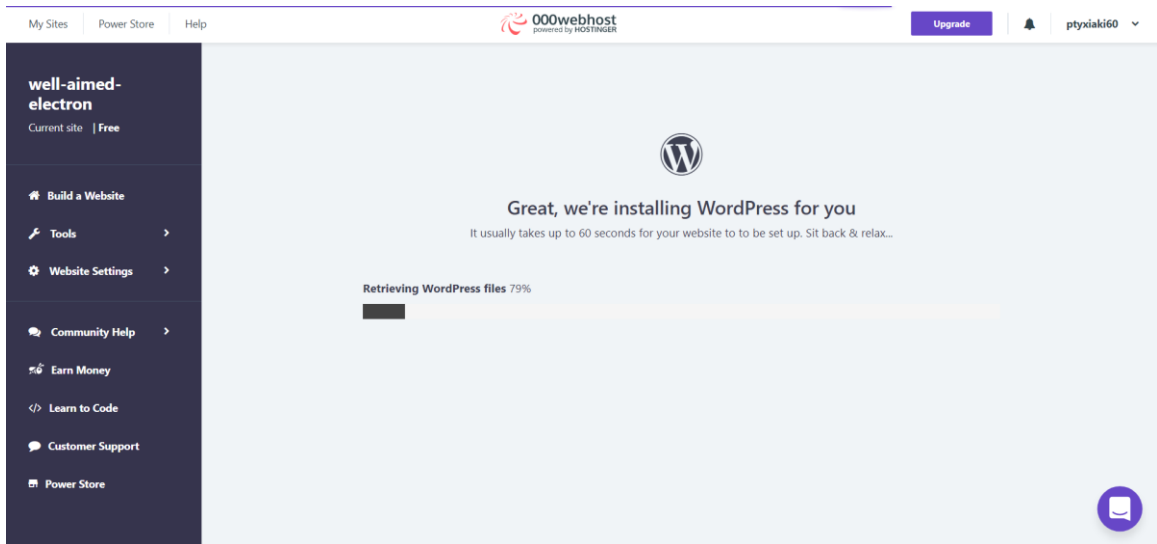 My Sites Power Store Help
000webhost
powered by HOSTINGER
Upgrade
ptyxiaki60
well-aimed-
electron
Current site | Free
Build a Website
Tools
Website Settings
Community Help
Earn Money
Learn to Code
Customer Support
Power Store
Great, we're installing WordPress for you
It usually takes up to 60 seconds for your website to to be set up. Sit back & relax...
Retrieving WordPress files 79%